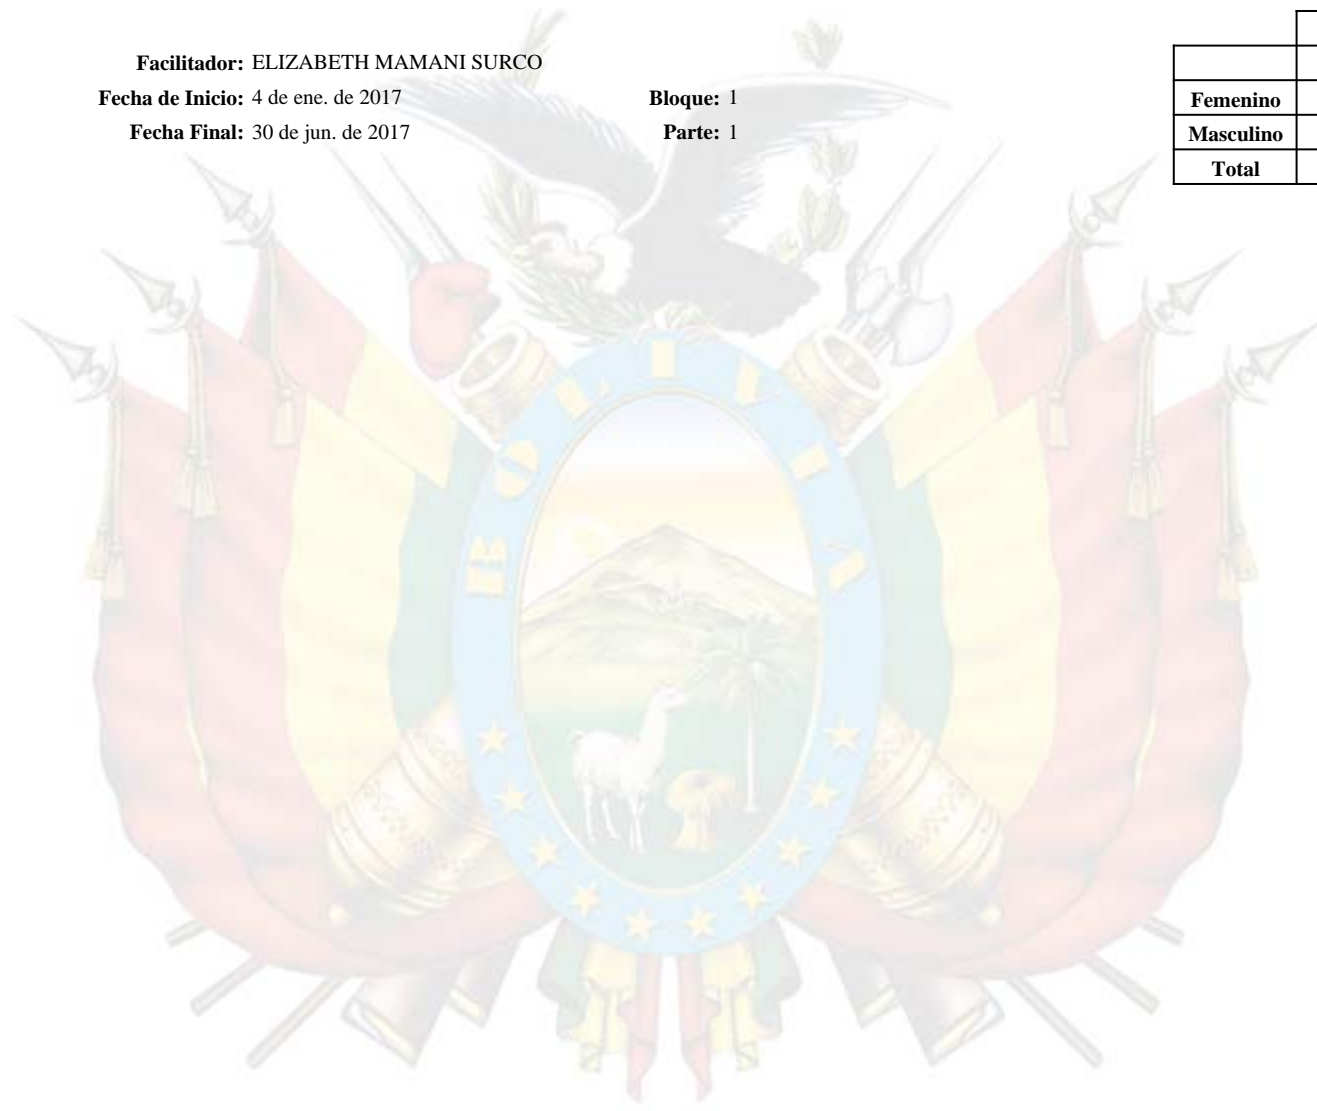 Facilitador: ELIZABETH MAMANI SURCO
Fecha de Inicio: 4 de ene. de 2017 Bloque: 1
Fecha Final: 30 de jun. de 2017 Parte: 1
Femenino
Masculino
Total
BOLIVIA